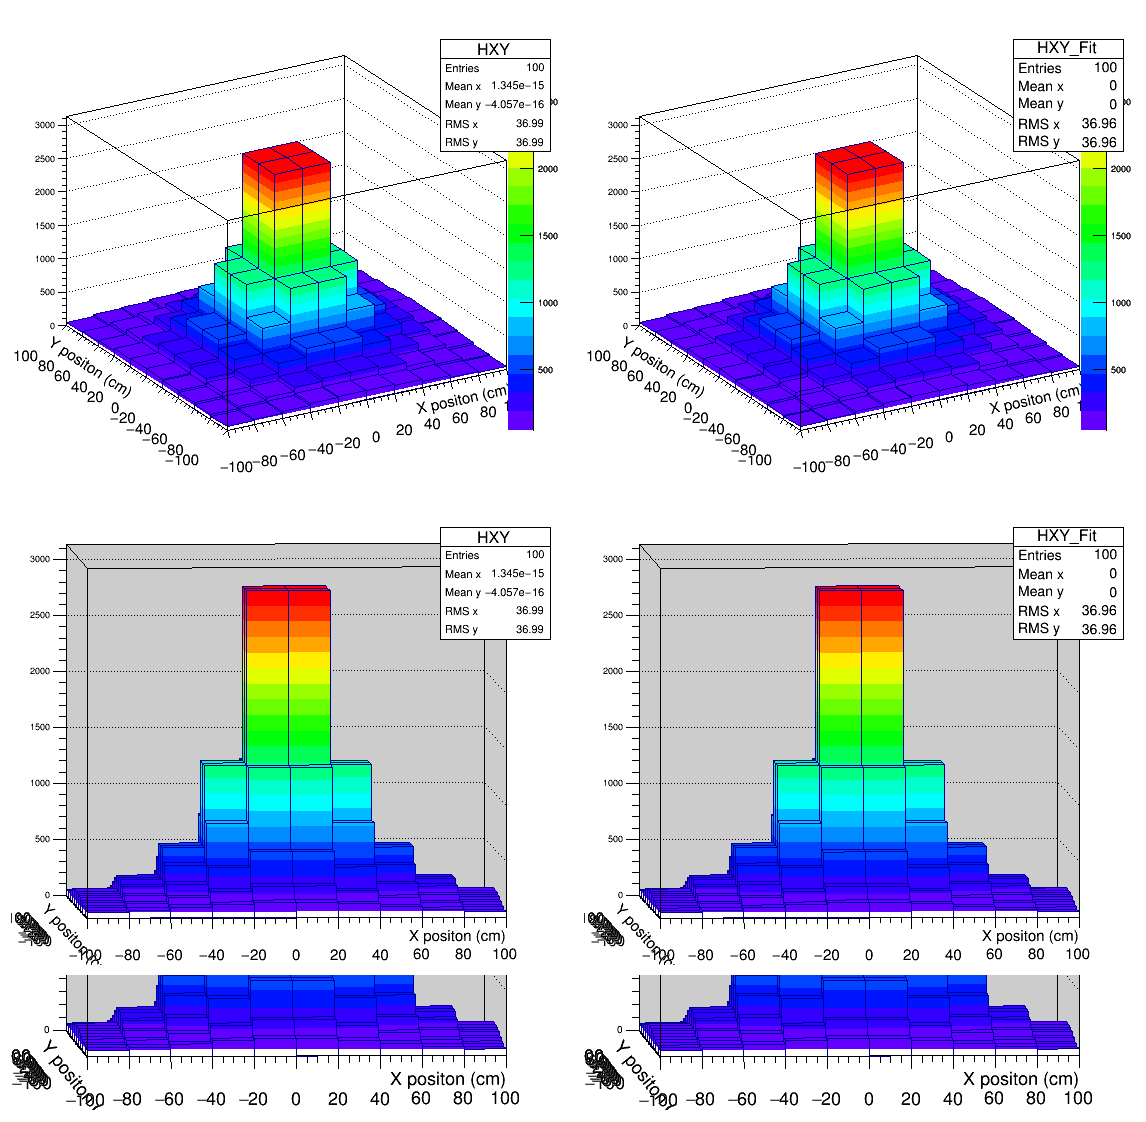 HXY
Entries 100
Mean x 1.345e−15
Mean y −4.057e−16
RMS x 36.99
RMS y 36.99
3000
2500
2000
1500
1000
500
0
2000
1500
1000
500
Y positon (cm)
100
80
60
40
20
0
−20
−40
−60
−80
−100
X positon (cm
−100 −80 −60 −40 −20 0 20 40 60 80
HXY_Fit
Entries 100
Mean x 0
Mean y 0
RMS x 36.96
RMS y 36.96
3000
2500
2000
1500
1000
500
0
2000
1500
1000
500
Y positon (cm)
100
80
60
40
20
0
−20
−40
−60
−80
−100
X positon (cm
−100 −80 −60 −40 −20 0 20 40 60 80
HXY
Entries 100
Mean x 1.345e−15
Mean y −4.057e−16
RMS x 36.99
RMS y 36.99
3000
2500
2000
1500
1000
500
0
Y positon
X positon (cm)
−80 −60 −40 −20 0 20 40 60 80 100
HXY_Fit
Entries 100
Mean x 0
Mean y 0
RMS x 36.96
RMS y 36.96
3000
2500
2000
1500
1000
500
0
Y positon
X positon (cm)
−80 −60 −40 −20 0 20 40 60 80 100
0
Y positon
X positon (cm)
−80 −60 −40 −20 0 20 40 60 80 100
0
Y positon
X positon (cm)
−80 −60 −40 −20 0 20 40 60 80 100